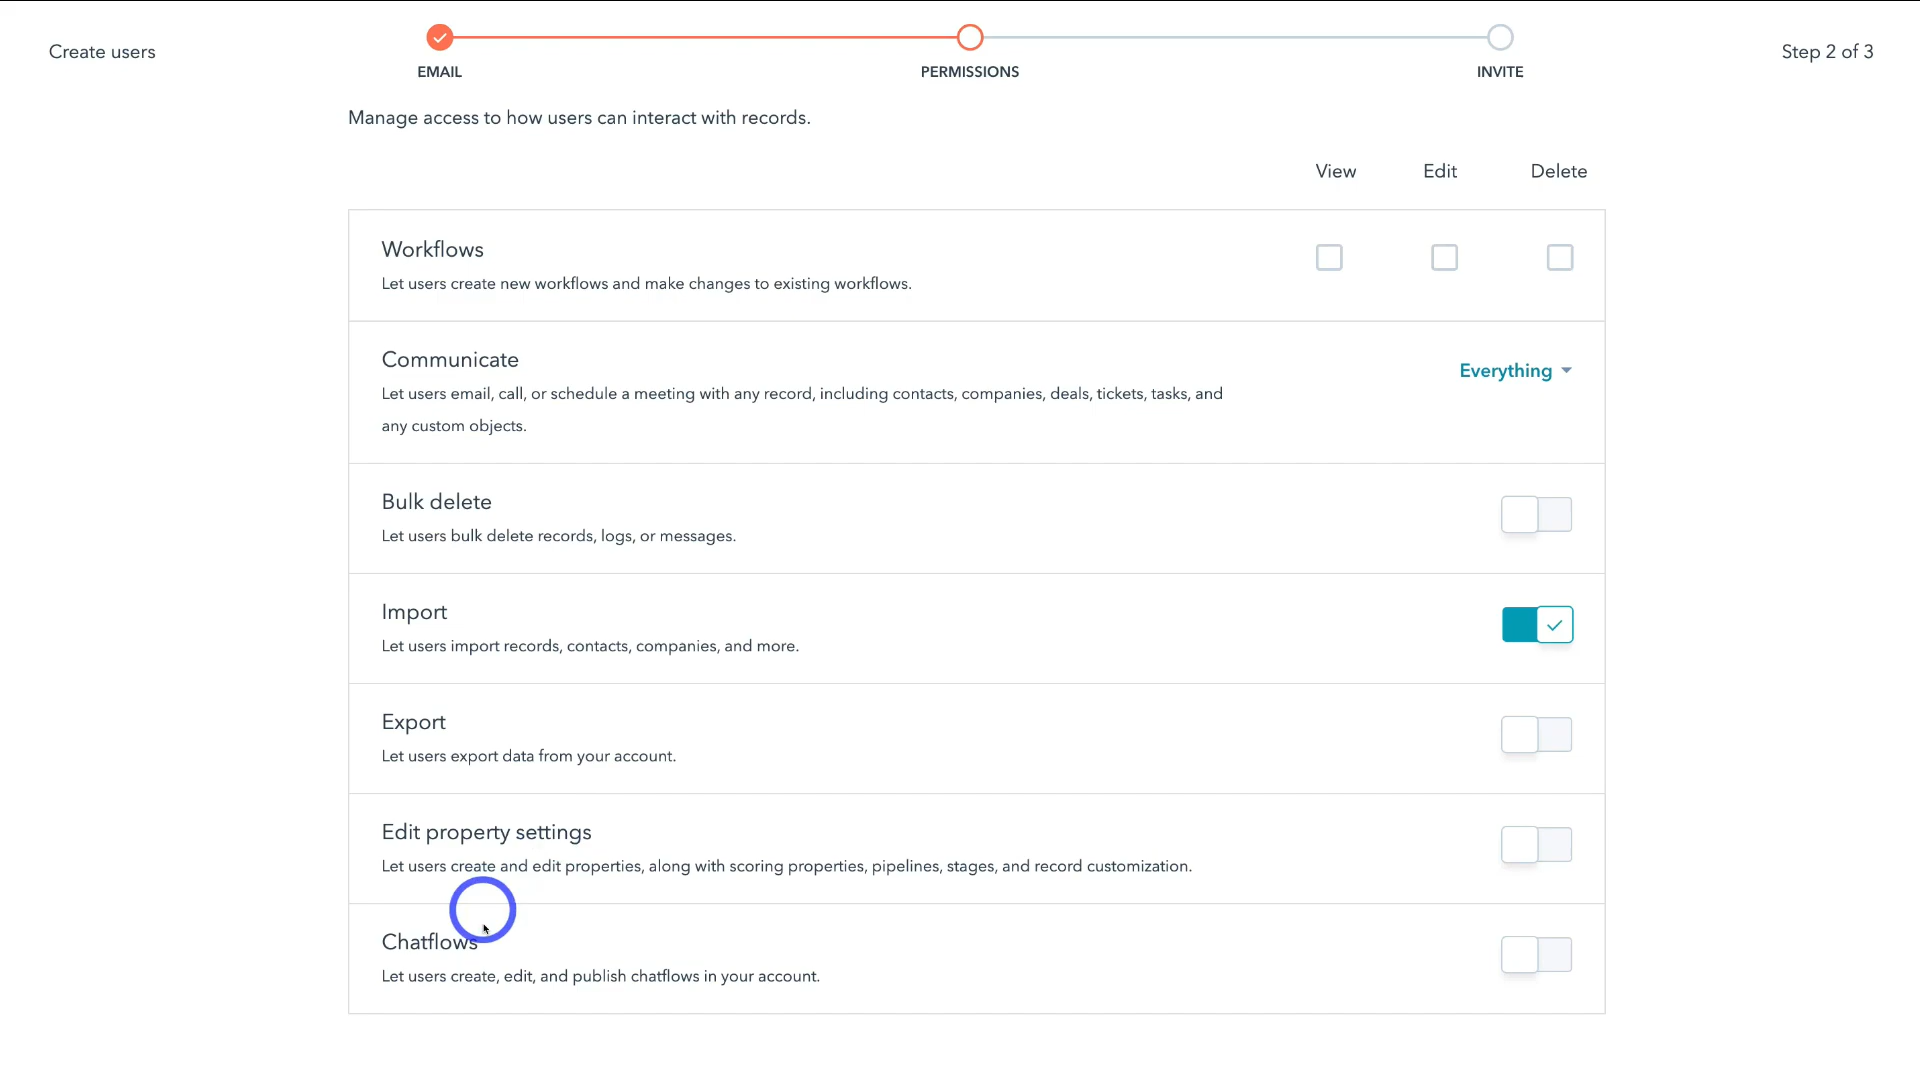 Create users
EMAIL
PERMISSIONS
INVITE
Step 2 of 3
Manage access to how users can interact with records.
View
Edit
Delete
Workflows
Let users create new workflows and make changes to existing workflows.
Communicate
Everything
Let users email, call, or schedule a meeting with any record, including contacts, companies, deals, tickets, tasks, and
any custom objects.
Bulk delete
Let users bulk delete records, logs, or messages.
Import
Let users import records, contacts, companies, and more.
Export
Let users export data from your account.
Edit property settings
Let users create and edit properties, along with scoring properties, pipelines, stages, and record customization.
Chatflows
Let users create, edit, and publish chatflows in your account.